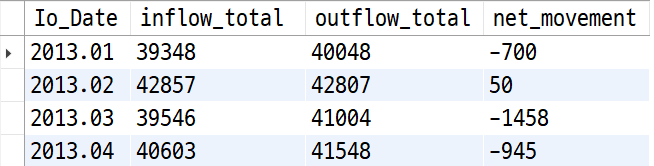 Io_Date inflow_total outflow_total net_movement
2013.01 39348 40048 -700
2013.02 42857 42807 50
2013.03 39546 41004 -1458
2013.04 40603 41548 -945